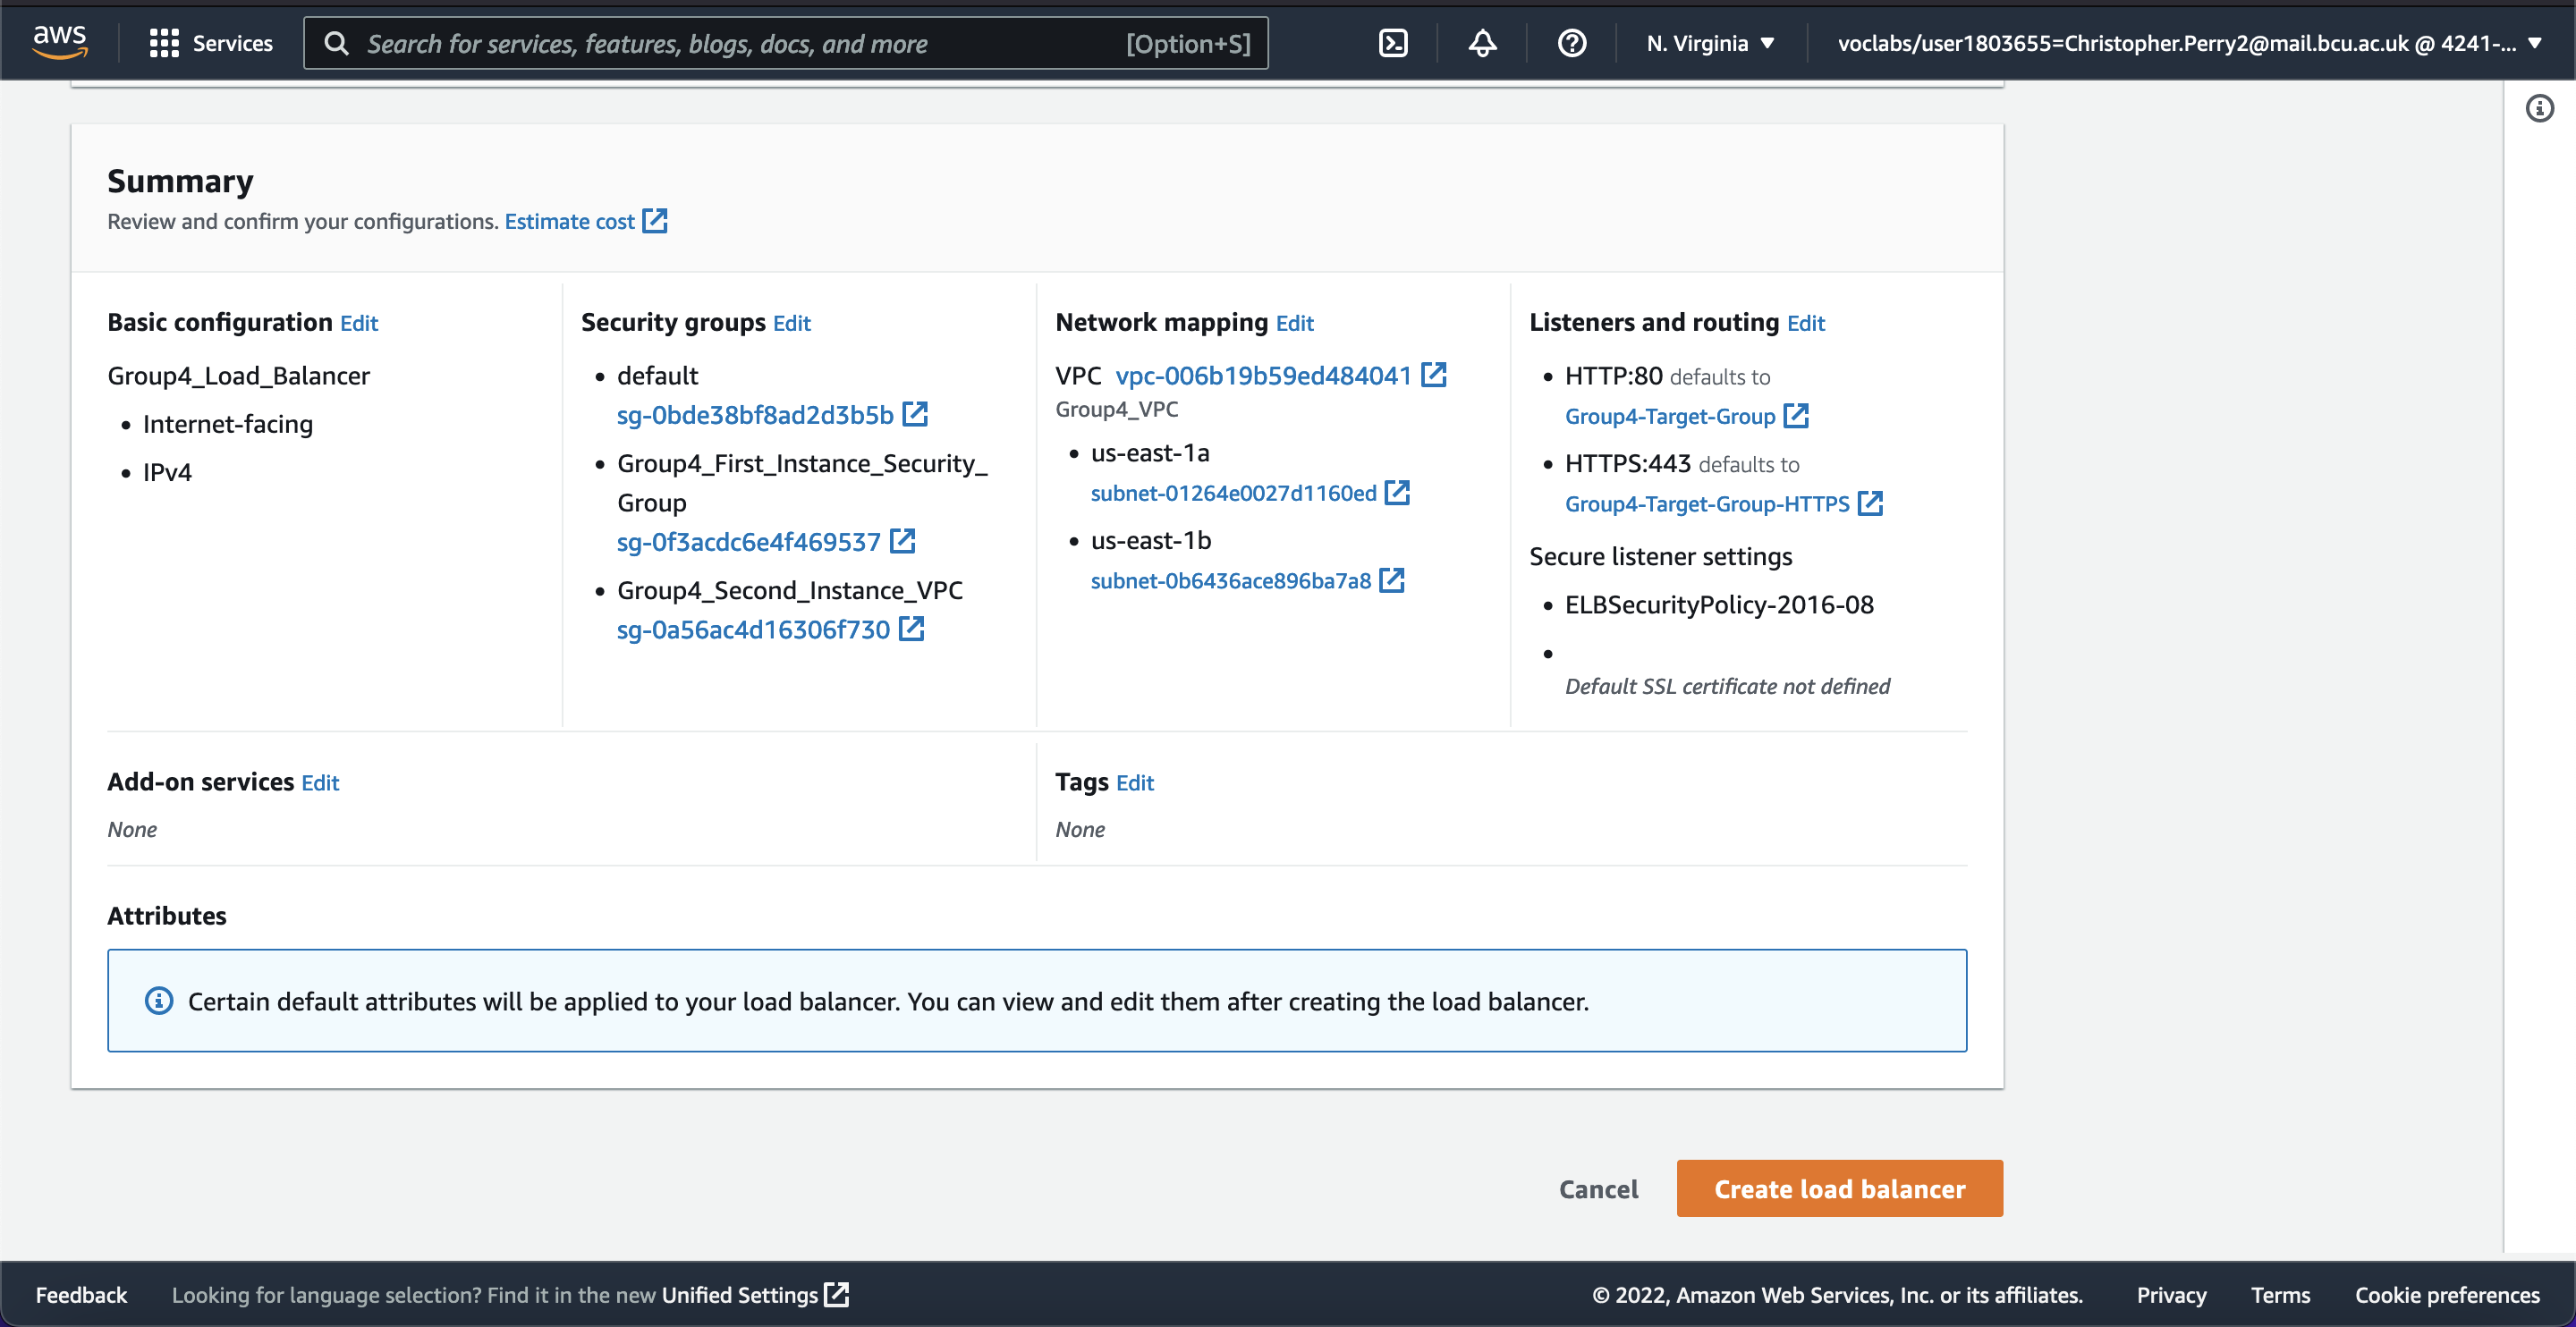 aws
Services
Search for services, features, blogs, docs, and more
[Option+S]
N. Virginia
voclabs/user1803655=Christopher.Perry2@mail.bcu.ac.uk @ 4241-...
Summary
Review and confirm your configurations. Estimate cost
Basic configuration Edit
Group4_Load_Balancer
Internet-facing
IPv4
Security groups Edit
default
sg-0bde38bf8ad2d3b5b
Group4_First_Instance_Security_
Group
sg-0f3acdc6e4f469537
Group4_Second_Instance_VPC
sg-0a56ac4d16306f730
Network mapping Edit
VPC vpc-006b19b59ed484041
Group4_VPC
us-east-1a
subnet-01264e0027d1160ed
us-east-1b
subnet-0b6436ace896ba7a8
Listeners and routing Edit
HTTP:80 defaults to
Group4-Target-Group
HTTPS:443 defaults to
Group4-Target-Group-HTTPS
Secure listener settings
ELBSecurityPolicy-2016-08
Default SSL certificate not defined
Add-on services Edit
None
Tags Edit
None
Attributes
Certain default attributes will be applied to your load balancer. You can view and edit them after creating the load balancer.
Cancel
Create load balancer
Feedback
Looking for language selection? Find it in the new Unified Settings
© 2022, Amazon Web Services, Inc. or its affiliates.
Privacy
Terms
Cookie preferences